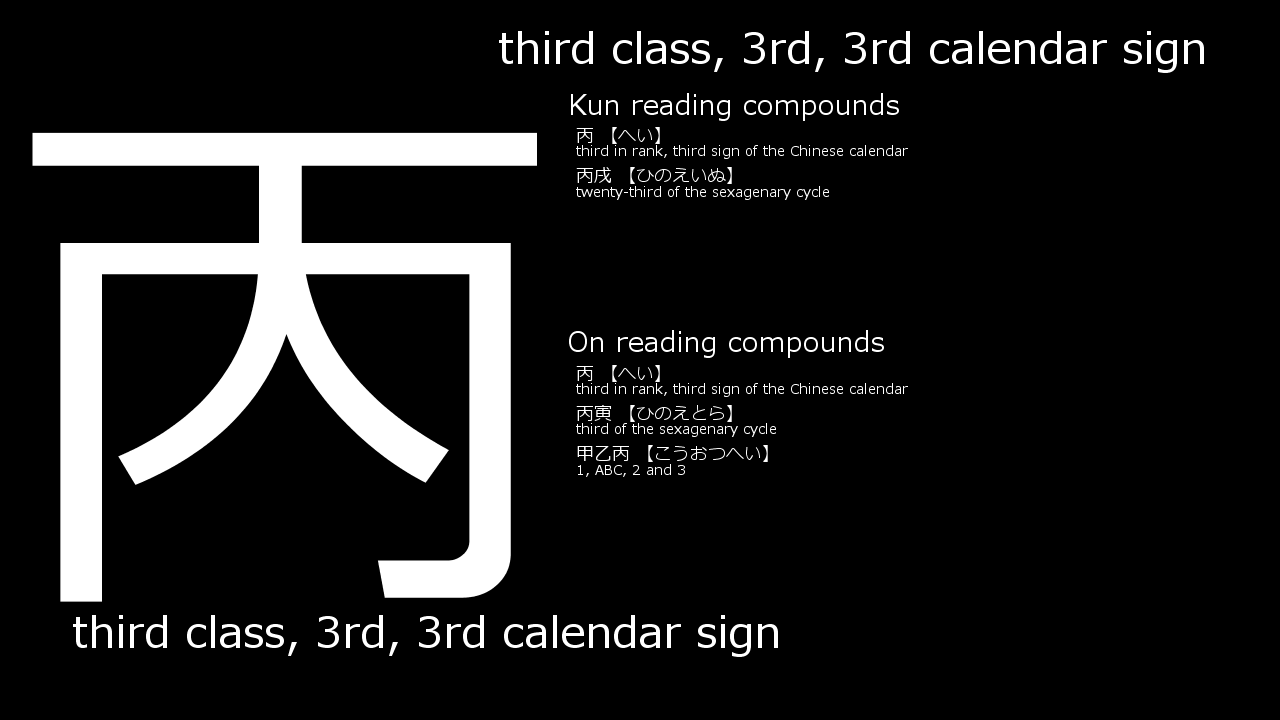 third class, 3rd, 3rd calendar sign
丙
Kun reading compounds
丙 【へい】
third in rank, third sign of the Chinese calendar
丙戌 【ひのえいぬ】
twenty-third of the sexagenary cycle
On reading compounds
丙 【へい】
third in rank, third sign of the Chinese calendar
丙寅 【ひのえとら】
third of the sexagenary cycle
甲乙丙 【こうおつへい】
1, ABC, 2 and 3
third class, 3rd, 3rd calendar sign